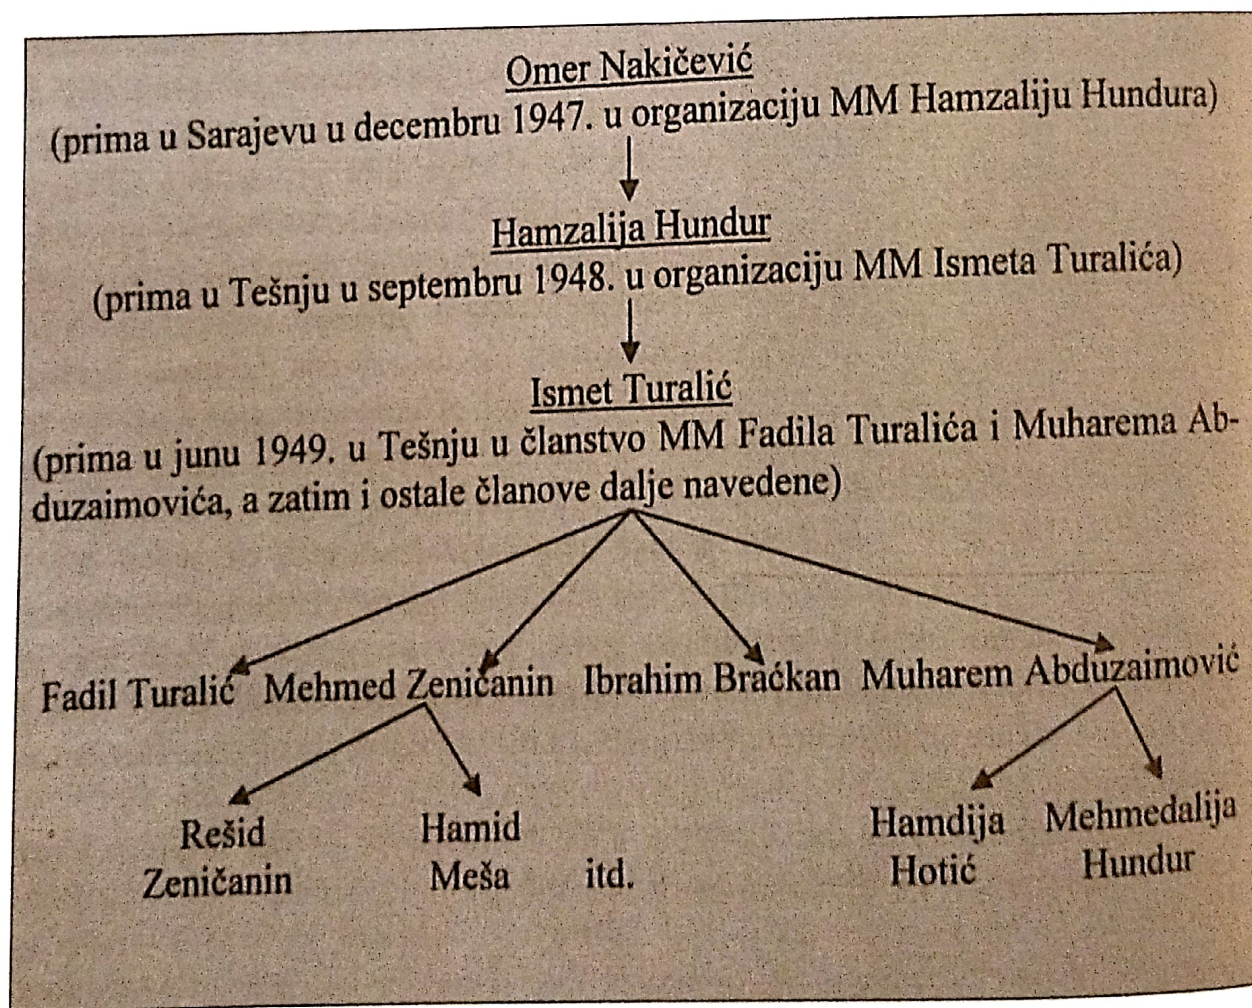 Omer Nakičević
(prima u Sarajevu u decembru 1947. u organizaciju MM Hamzaliju Hundura)
Hamzalija Hundur
(prima u Tešnju u septembru 1948. u organizaciju MM Ismeta Turalića)
Ismet Turalić
(prima u junu 1949. u Tešnju u članstvo MM Fadila Turalića i Muharema Ab-
duzaimovića, a zatim i ostale članove dalje navedene)
Fadil Turalić Mehmed Zeničanin Ibrahim Braćkan Muharem Abduzaimović
Rešid Hamid Hamdija Mehmedalija
Zeničanin Meša itd. Hotić Hundur